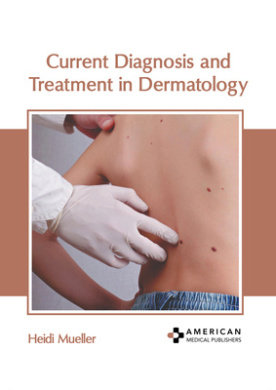 Current Diagnosis and
Treatment in Dermatology
Heidi Mueller
AMERICAN
MEDICAL PUBLISHERS